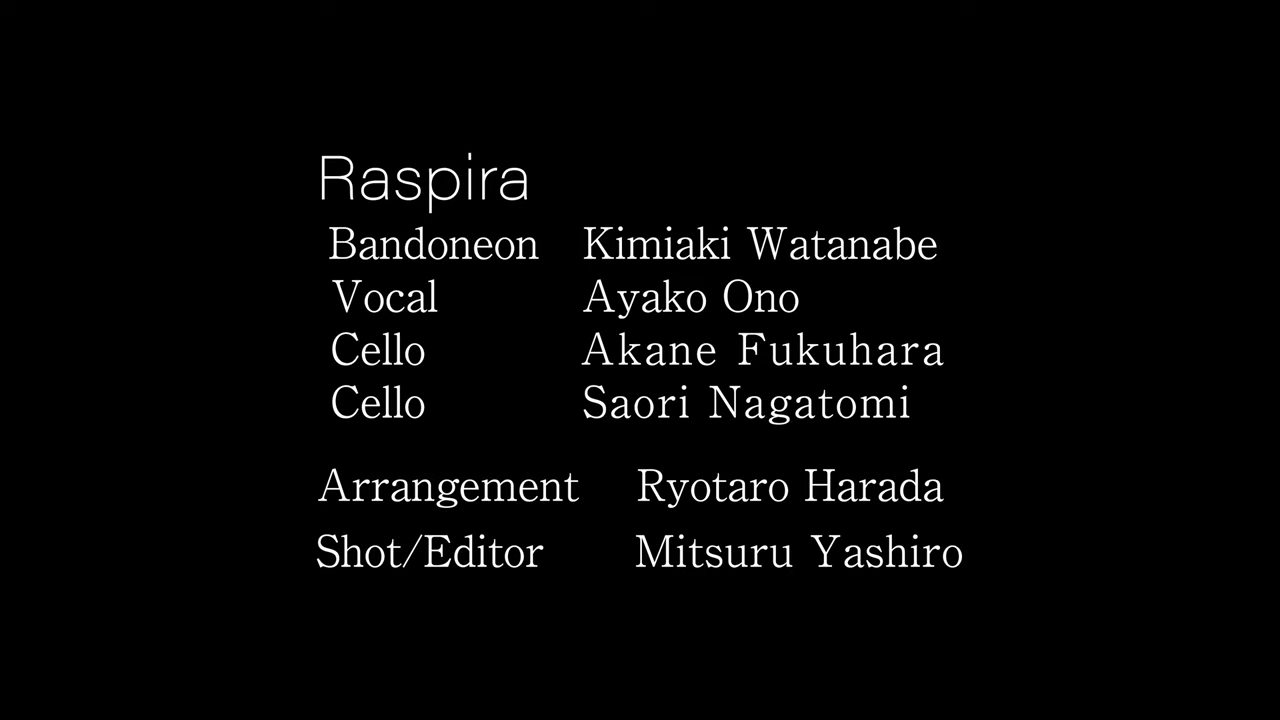 Raspira
Bandoneon Kimiaki Watanabe
Vocal Ayako Ono
Cello Akane Fukuhara
Cello Saori Nagatomi
Arrangement Ryotaro Harada
Shot/Editor Mitsuru Yashiro